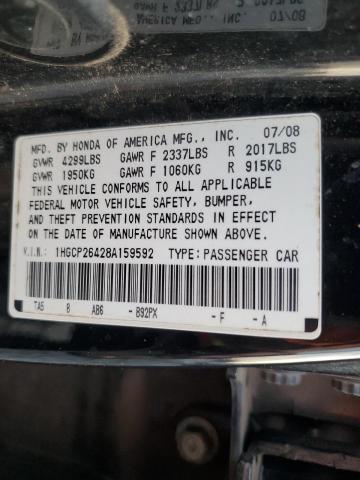 MFD. BY HONDA OF AMERICA MFG., INC. 07/08
GVWR 4299LBS GAWR F 2337LBS R 2017LBS
GVWR 1950KG GAWR F 1060KG R 915KG
THIS VEHICLE CONFORMS TO ALL APPLICABLE
FEDERAL MOTOR VEHICLE SAFETY, BUMPER,
AND THEFT PREVENTION STANDARDS IN EFFECT
ON THE DATE OF MANUFACTURE SHOWN ABOVE.
V.I.N.: 1HGCP26428A159592 TYPE: PASSENGER CAR
TA5 8 AB6 - B92PX - F - A